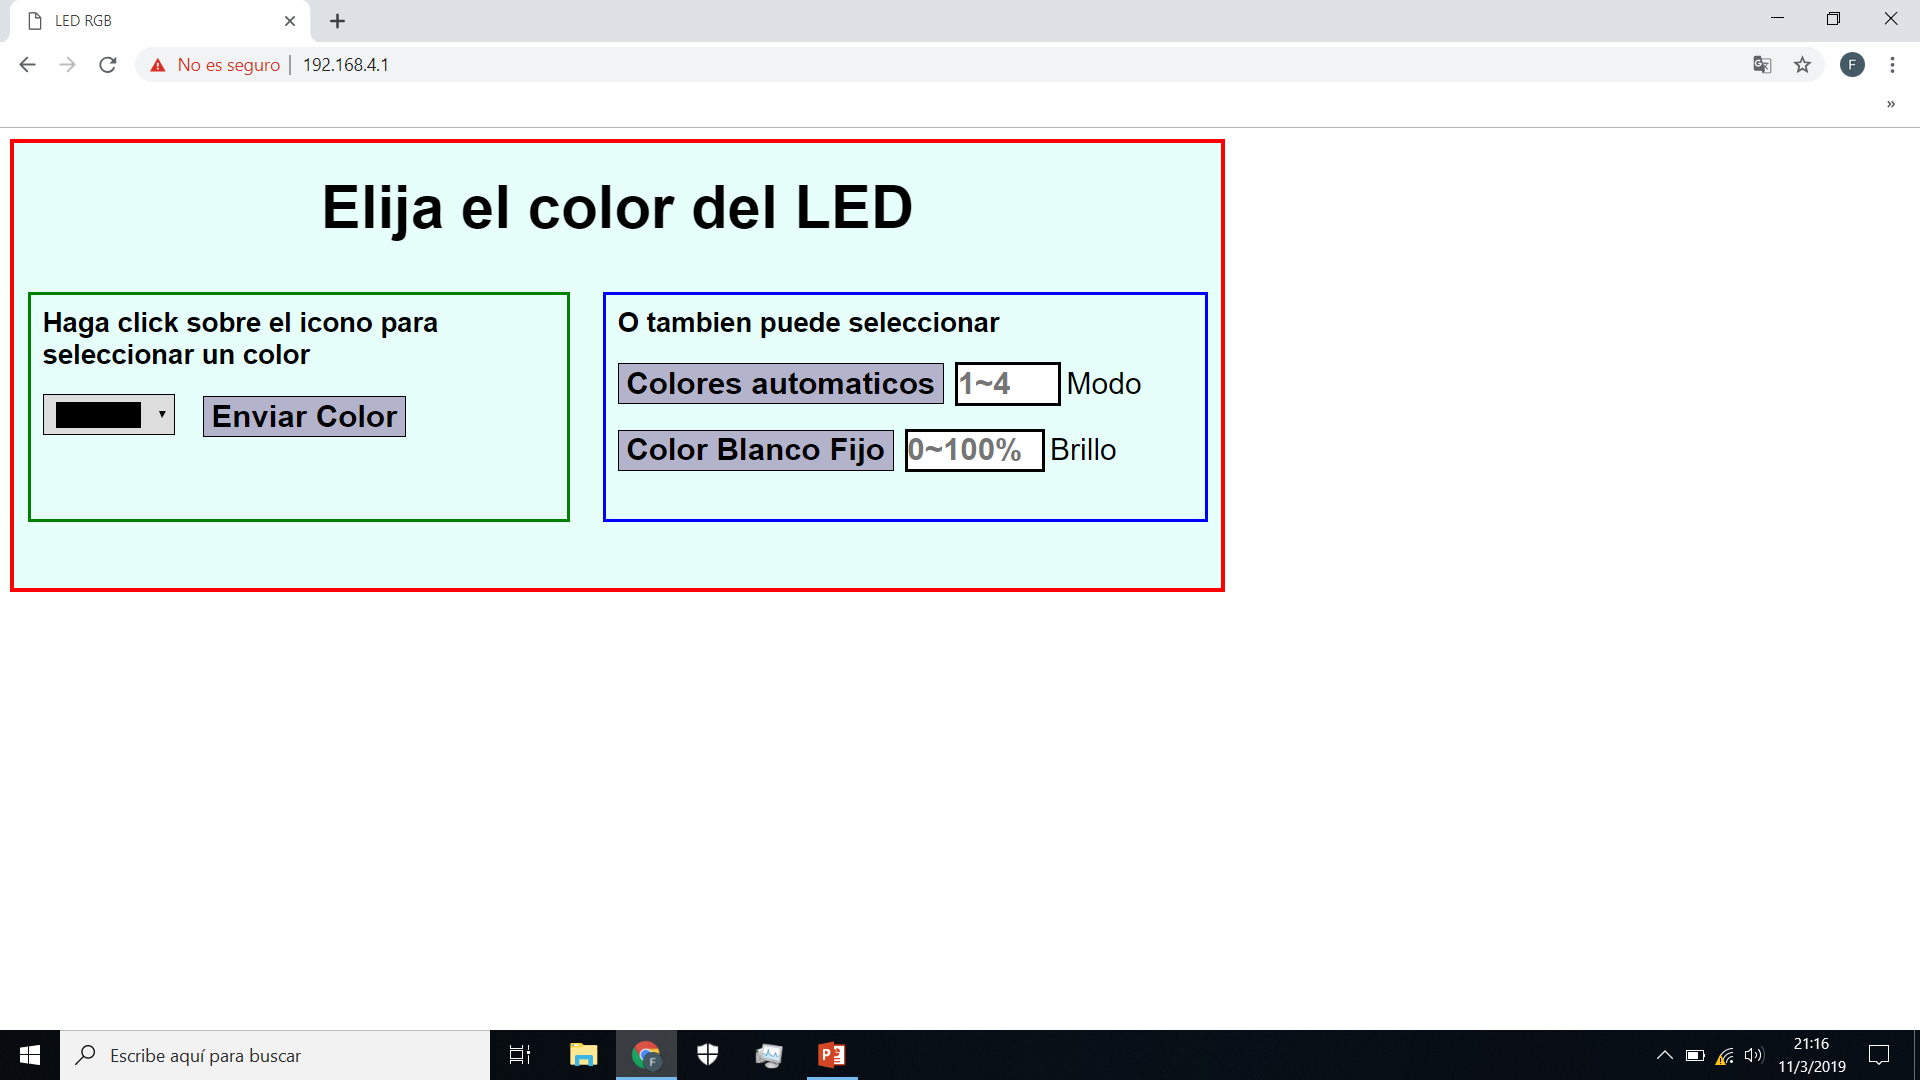 LED RGB
No es seguro | 192.168.4.1
F
»
Elija el color del LED
Haga click sobre el icono para
seleccionar un color
Enviar Color
O tambien puede seleccionar
Colores automaticos 1~4 Modo
Color Blanco Fijo 0~100% Brillo
Escribe aquí para buscar
21:16
11/3/2019